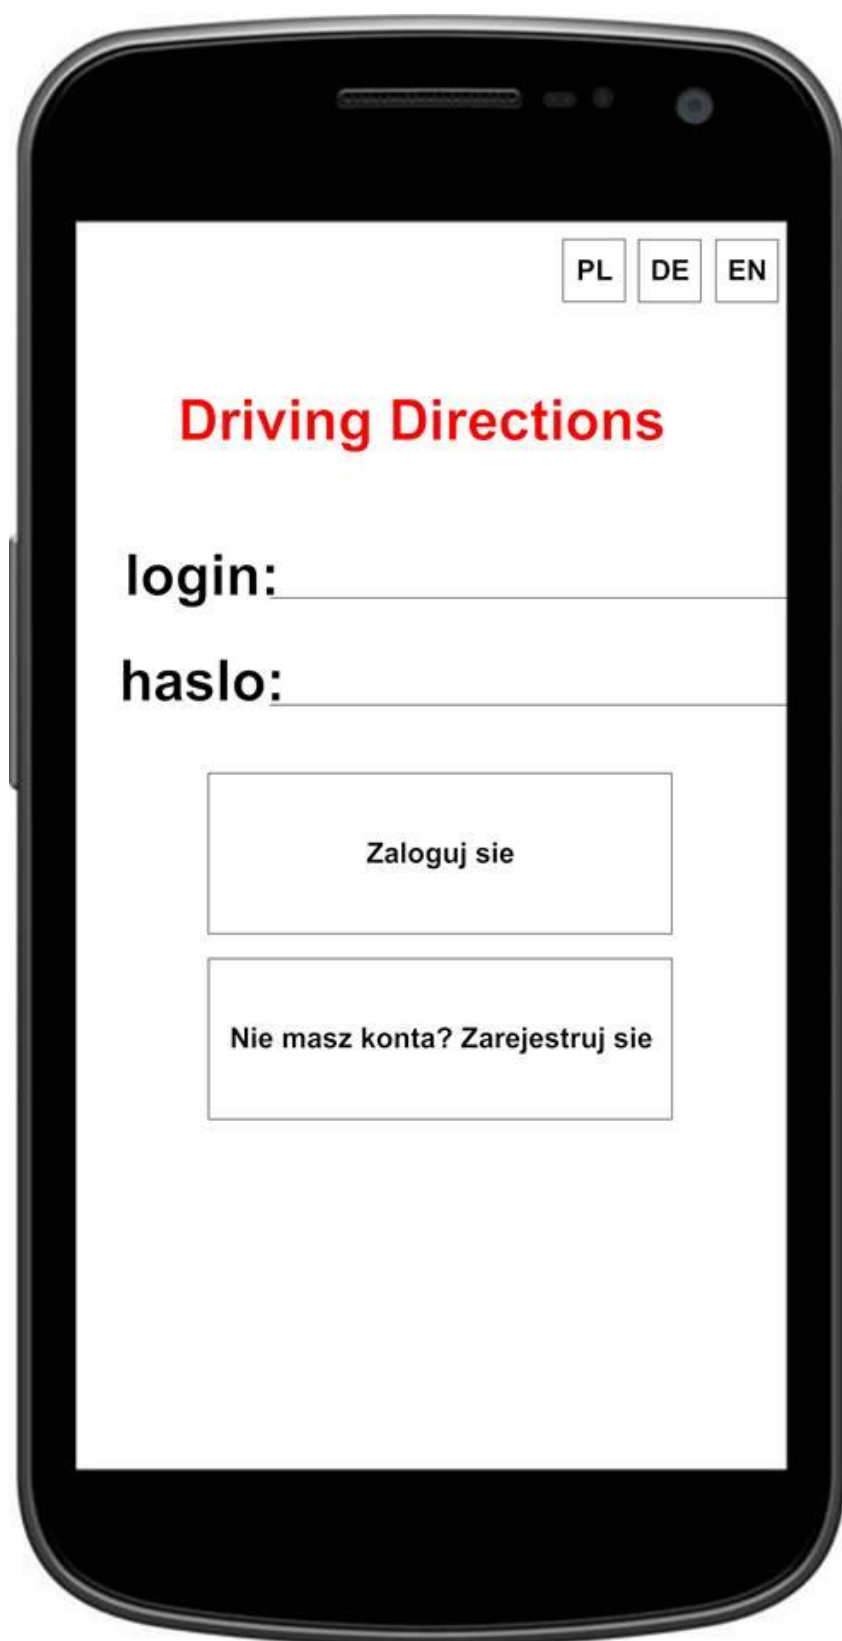 PL DE EN
Driving Directions
login:
haslo:
Zaloguj sie
Nie masz konta? Zarejestruj sie